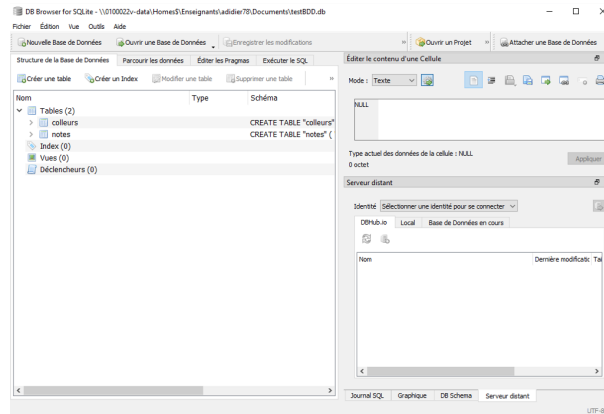 DB Browser for SQLite - \\0100022v-data\Homes$\Enseignants\adidier78\Documents\testBDD.db
Fichier Édition Vue Outils Aide
Nouvelle Base de Données Ouvrir une Base de Données Enregistrer les modifications » Ouvrir un Projet » Attacher une Base de Données
Structure de la Base de Données Parcourir les données Éditer les Pragmas Exécuter le SQL
Créer une table Créer un Index Modifier une table Supprimer une table »
Nom Type Schéma
Tables (2)
colleurs CREATE TABLE "colleurs"
notes CREATE TABLE "notes" (
Index (0)
Vues (0)
Déclencheurs (0)
Éditer le contenu d'une Cellule
Mode : Texte
NULL
Type actuel des données de la cellule : NULL
0 octet
Appliquer
Serveur distant
Identité Sélectionner une identité pour se connecter
DBHub.io Local Base de Données en cours
Nom Dernière modificatic Tai
Journal SQL Graphique DB Schema Serveur distant
UTF-8